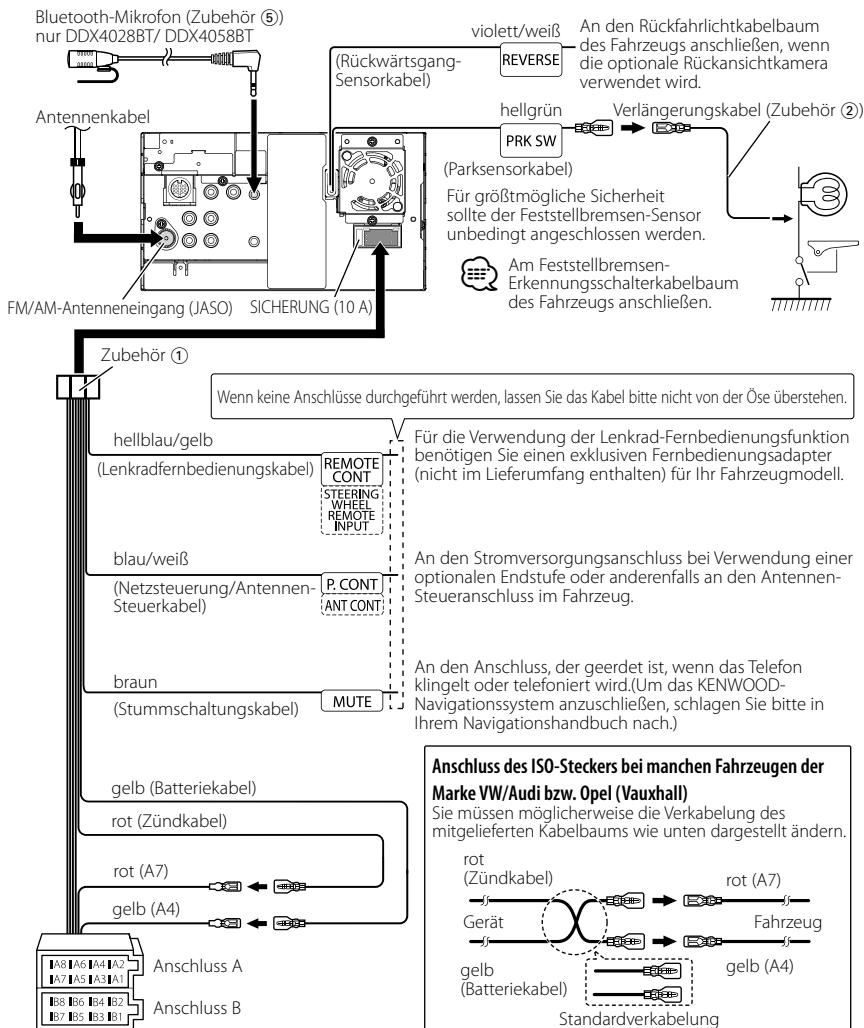 Bluetooth-Mikrofon (Zubehör ⑤)
nur DDX4028BT/ DDX4058BT
Antennenkabel
FM/AM-Antenneneingang (JASO)
SICHERUNG (10 A)
violett/weiß
(Rückwärtsgang-
Sensorkabel)
REVERSE
An den Rückfahrlichtkabelbaum
des Fahrzeugs anschließen, wenn
die optionale Rückansichtkamera
verwendet wird.
hellgrün
PRK SW
(Parksensorkabel)
Verlängerungskabel (Zubehör ②)
Für größtmögliche Sicherheit
sollte der Feststellbremsen-Sensor
unbedingt angeschlossen werden.
Am Feststellbremsen-
Erkennungsschalterkabelbaum
des Fahrzeugs anschließen.
Zubehör ①
Wenn keine Anschlüsse durchgeführt werden, lassen Sie das Kabel bitte nicht von der Öse überstehen.
hellblau/gelb
(Lenkradfernbedienungskabel)
REMOTE
CONT
STEERING
WHEEL
REMOTE
INPUT
Für die Verwendung der Lenkrad-Fernbedienungsfunktion
benötigen Sie einen exklusiven Fernbedienungsadapter
(nicht im Lieferumfang enthalten) für Ihr Fahrzeugmodell.
blau/weiß
(Netzsteuerung/Antennen-
Steuerkabel)
P. CONT
ANT CONT
An den Stromversorgungsanschluss bei Verwendung einer
optionalen Endstufe oder anderenfalls an den Antennen-
Steueranschluss im Fahrzeug.
braun
(Stummschaltungskabel)
MUTE
An den Anschluss, der geerdet ist, wenn das Telefon
klingelt oder telefoniert wird.(Um das KENWOOD-
Navigationssystem anzuschließen, schlagen Sie bitte in
Ihrem Navigationshandbuch nach.)
gelb (Batteriekabel)
rot (Zündkabel)
rot (A7)
gelb (A4)
A8 A6 A4 A2
A7 A5 A3 A1
Anschluss A
B8 B6 B4 B2
B7 B5 B3 B1
Anschluss B
Anschluss des ISO-Steckers bei manchen Fahrzeugen der
Marke VW/Audi bzw. Opel (Vauxhall)
Sie müssen möglicherweise die Verkabelung des
mitgelieferten Kabelbaums wie unten dargestellt ändern.
rot
(Zündkabel)
rot (A7)
Gerät
Fahrzeug
gelb
(Batteriekabel)
gelb (A4)
Standardverkabelung